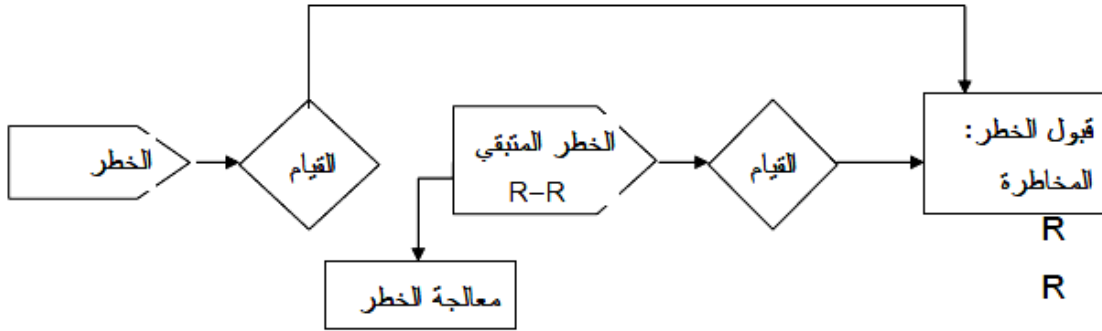 الخطر
القيام
الخطر المتبقي
R–R
القيام
قبول الخطر:
المخاطرة
R
R
معالجة الخطر